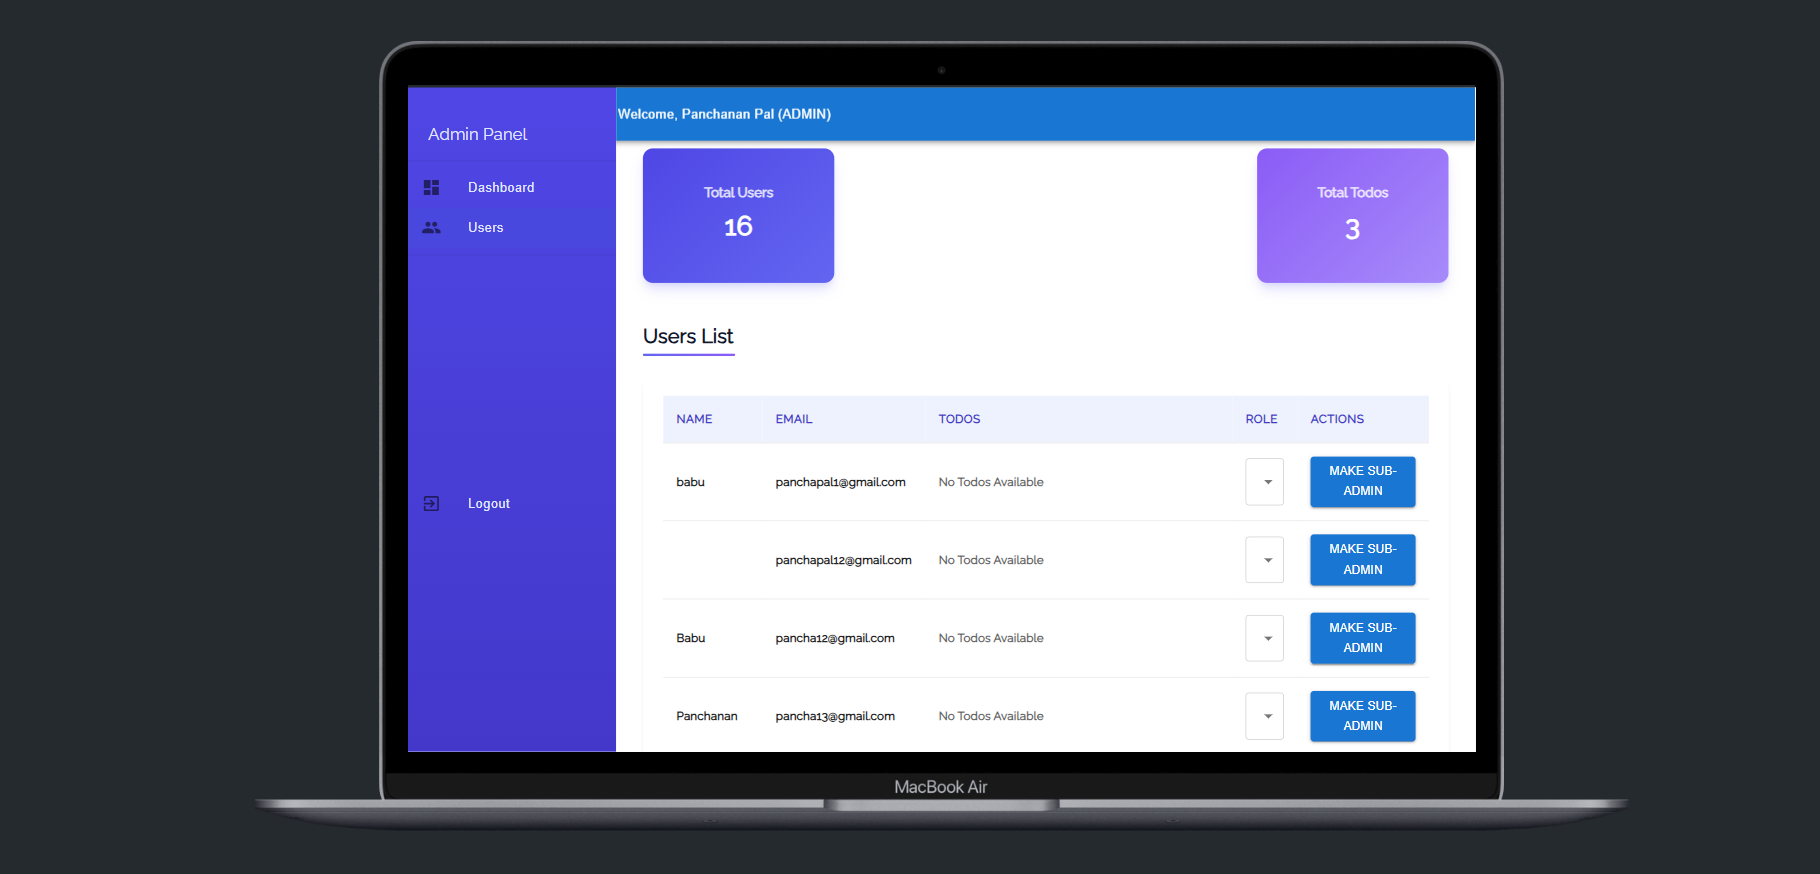 Admin Panel
Dashboard
Users
Logout
Welcome, Panchanan Pal (ADMIN)
Total Users
16
Total Todos
3
Users List
NAME EMAIL TODOS ROLE ACTIONS
babu panchapal1@gmail.com No Todos Available MAKE SUB-
ADMIN
panchapal12@gmail.com No Todos Available MAKE SUB-
ADMIN
Babu pancha12@gmail.com No Todos Available MAKE SUB-
ADMIN
Panchanan pancha13@gmail.com No Todos Available MAKE SUB-
ADMIN
MacBook Air